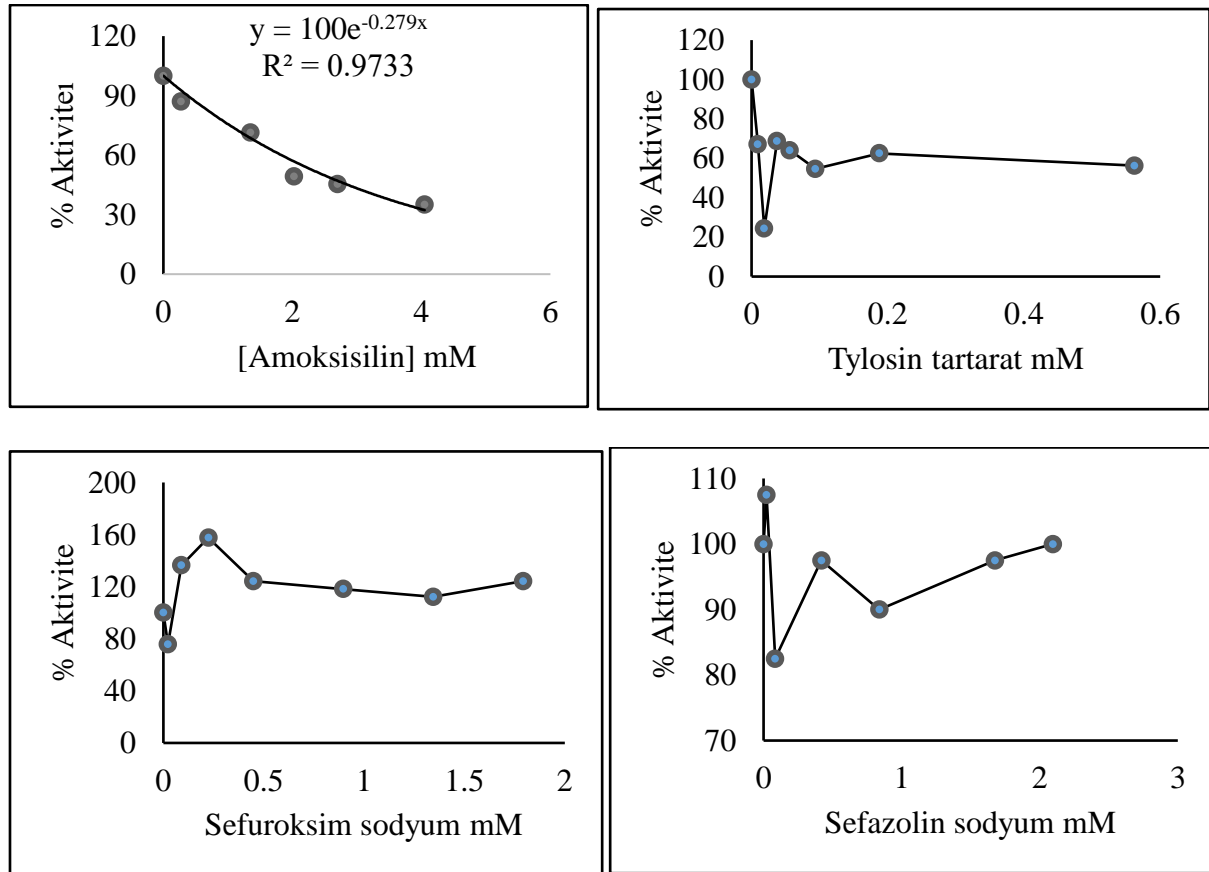 y = 100e^-0.279x
R² = 0.9733
120
90
60
30
0
% Aktiviteı
0 2 4 6
[Amoksisilin] mM
120
100
80
60
40
20
0
% Aktivite
0 0.2 0.4 0.6
Tylosin tartarat mM
200
160
120
80
40
0
% Aktivite
0 0.5 1 1.5 2
Sefuroksim sodyum mM
110
100
90
80
70
% Aktivite
0 1 2 3
Sefazolin sodyum mM